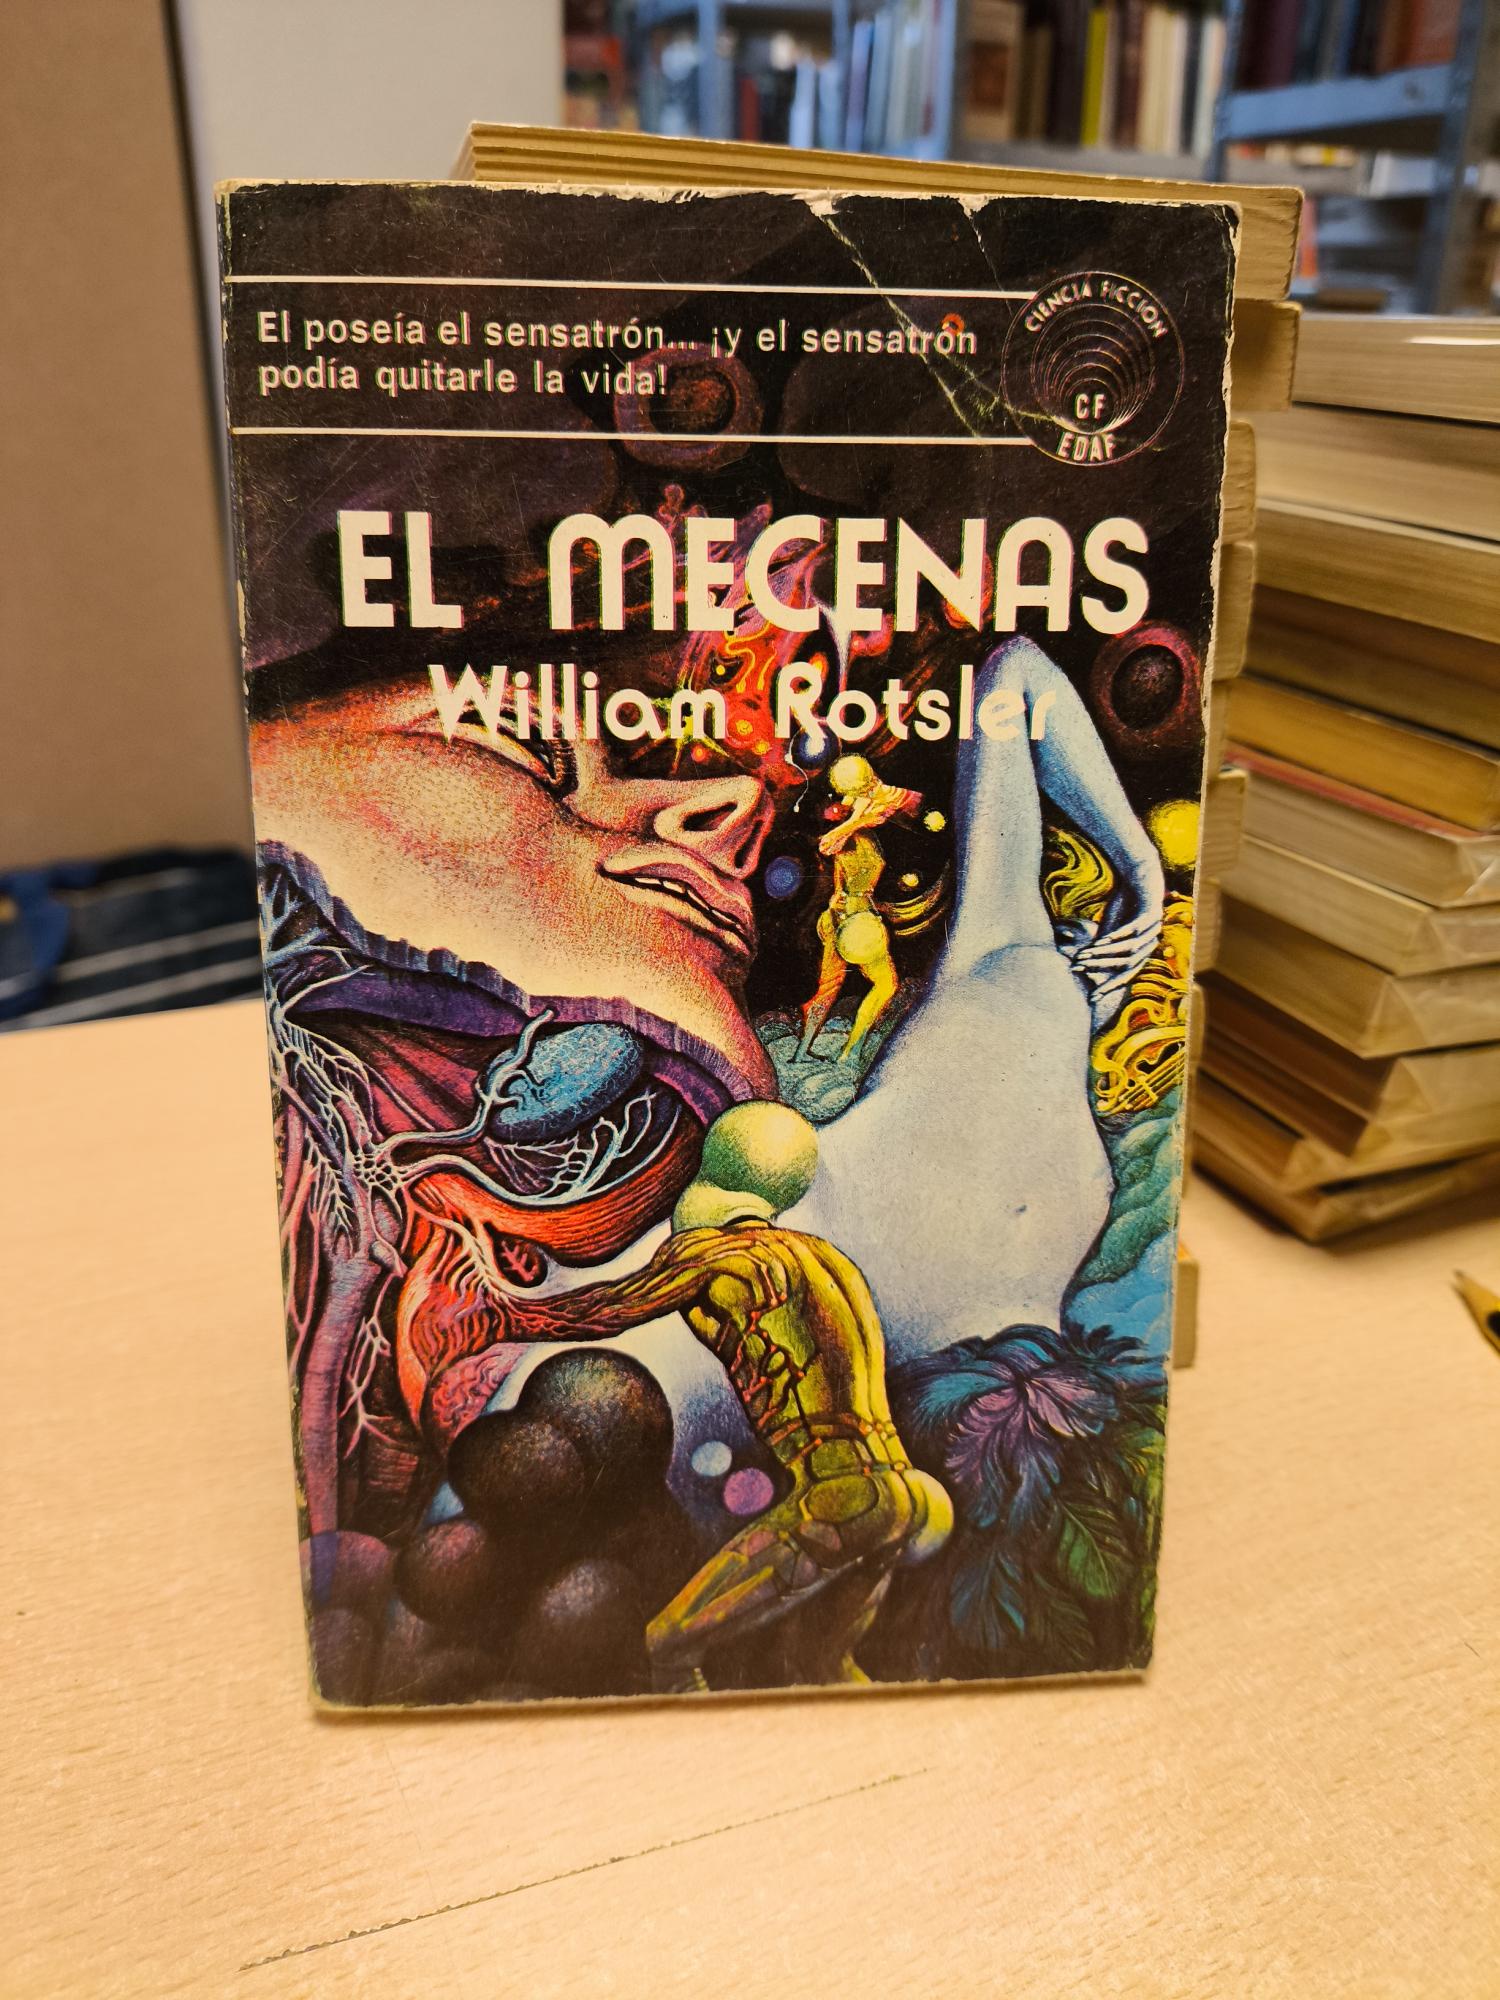 El poseía el sensatrón... ¡y el sensatrón
podía quitarle la vida!
CIENCIA FICCION
CF
EDAF
EL MECENAS
William Rotsler